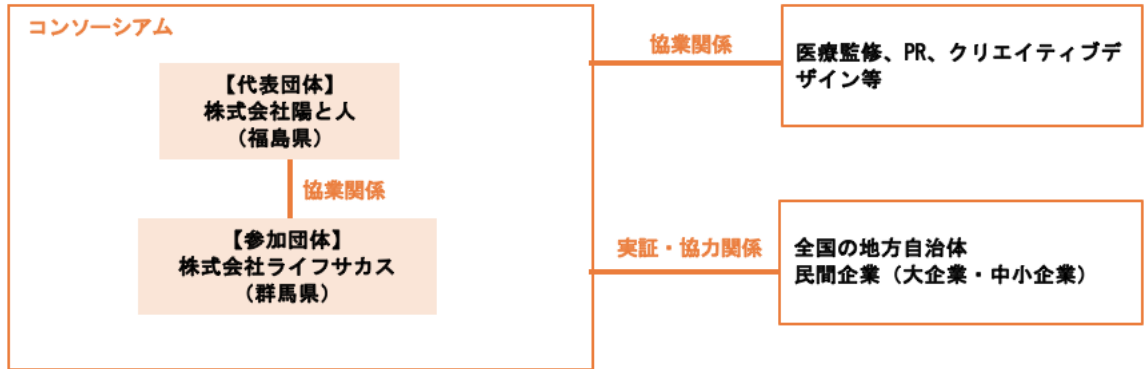 コンソーシアム
【代表団体】
株式会社陽と人
（福島県）
協業関係
【参加団体】
株式会社ライフサカス
（群馬県）
協業関係
医療監修、PR、クリエイティブデ
ザイン等
実証・協力関係
全国の地方自治体
民間企業（大企業・中小企業）